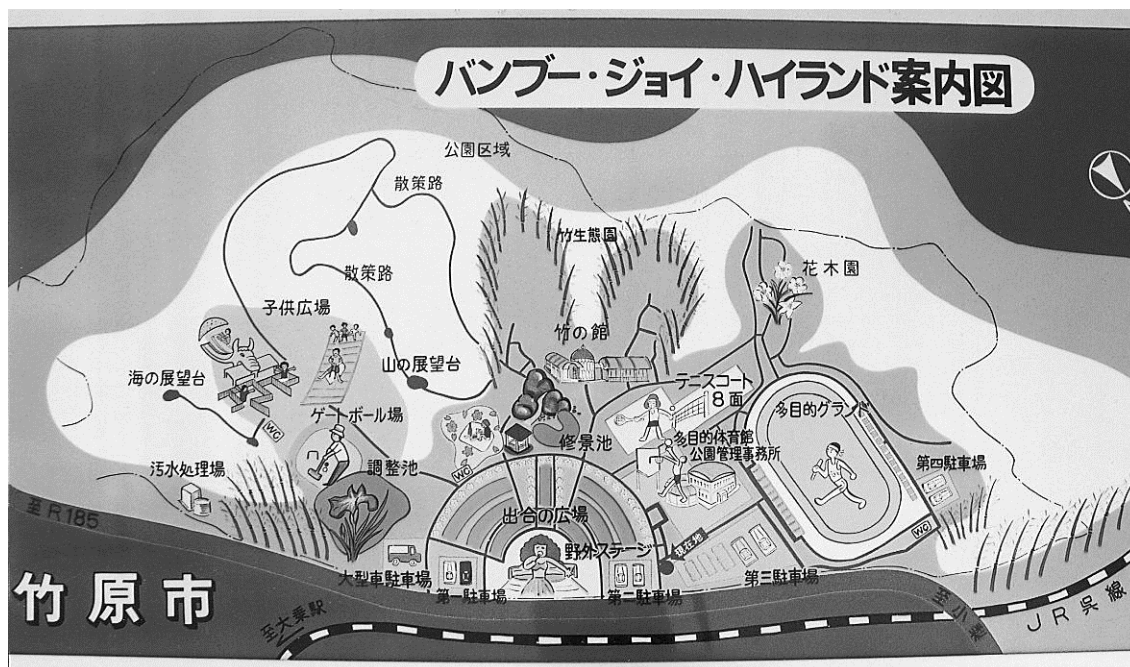 バンブー・ジョイ・ハイランド案内図
公園区域
散策路
竹生態園
散策路
花木園
子供広場
竹の館
海の展望台
山の展望台
テニスコート
8面
多目的グランド
ゲートボール場
WC
修景池
多目的体育館
公園管理事務所
汚水処理場
調整池
WC
第四駐車場
至R185
出合の広場
WC
野外ステージ
現在地
大型車駐車場
第一駐車場
第二駐車場
第三駐車場
竹原市
至大乗駅
JR呉線